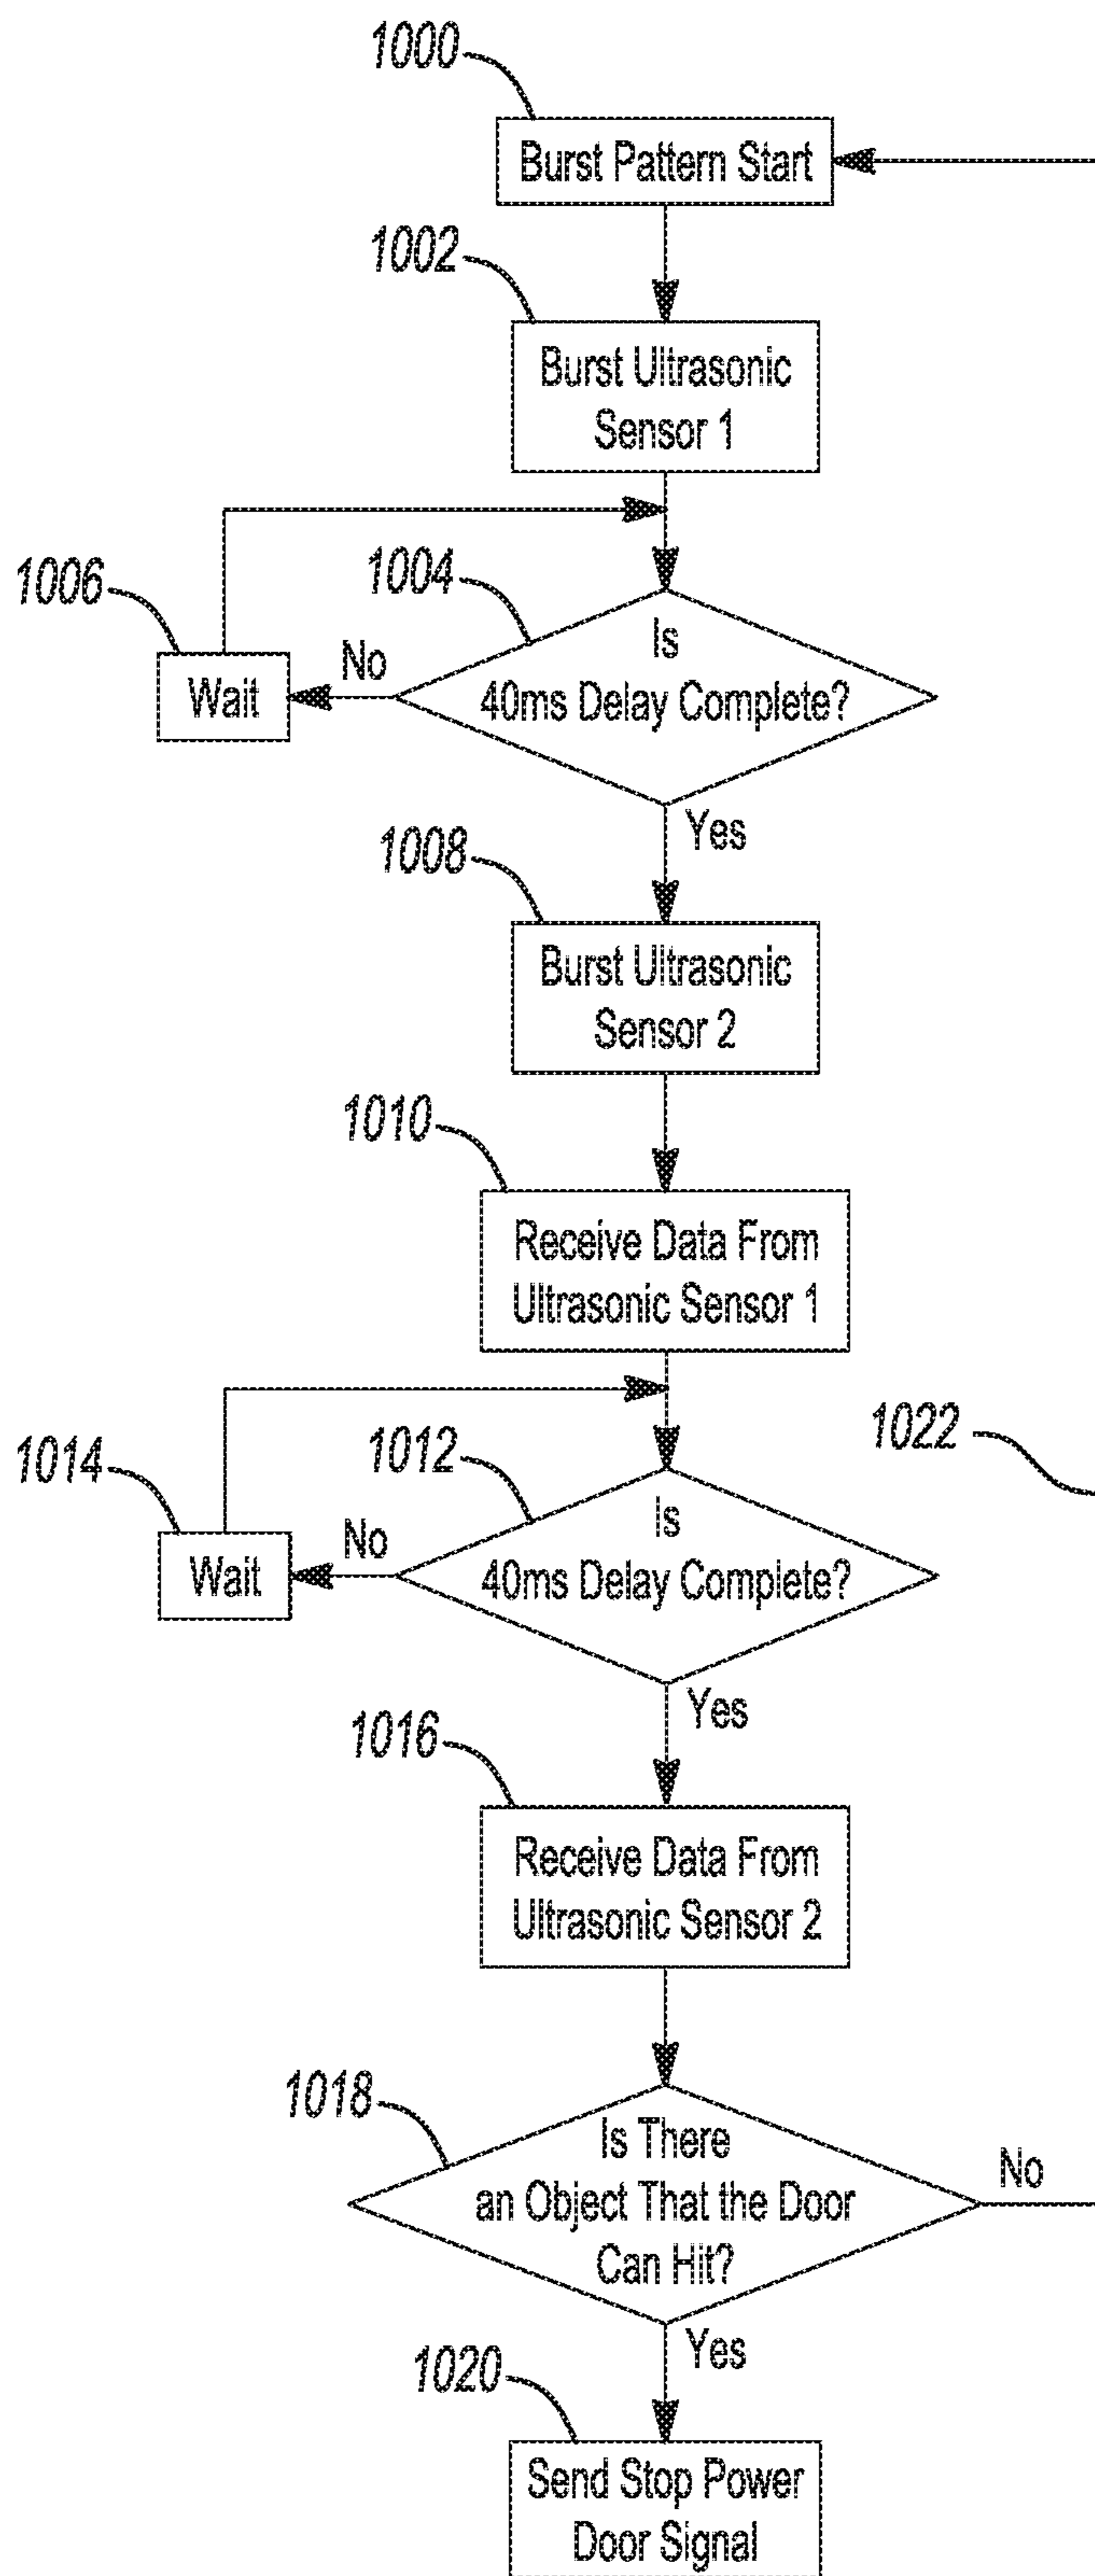 1000
Burst Pattern Start
1002
Burst Ultrasonic
Sensor 1
1006
1004
Wait
No
Is
40ms Delay Complete?
Yes
1008
Burst Ultrasonic
Sensor 2
1010
Receive Data From
Ultrasonic Sensor 1
1022
1014
1012
Wait
No
Is
40ms Delay Complete?
Yes
1016
Receive Data From
Ultrasonic Sensor 2
1018
Is There
an Object That the Door
Can Hit?
No
Yes
1020
Send Stop Power
Door Signal